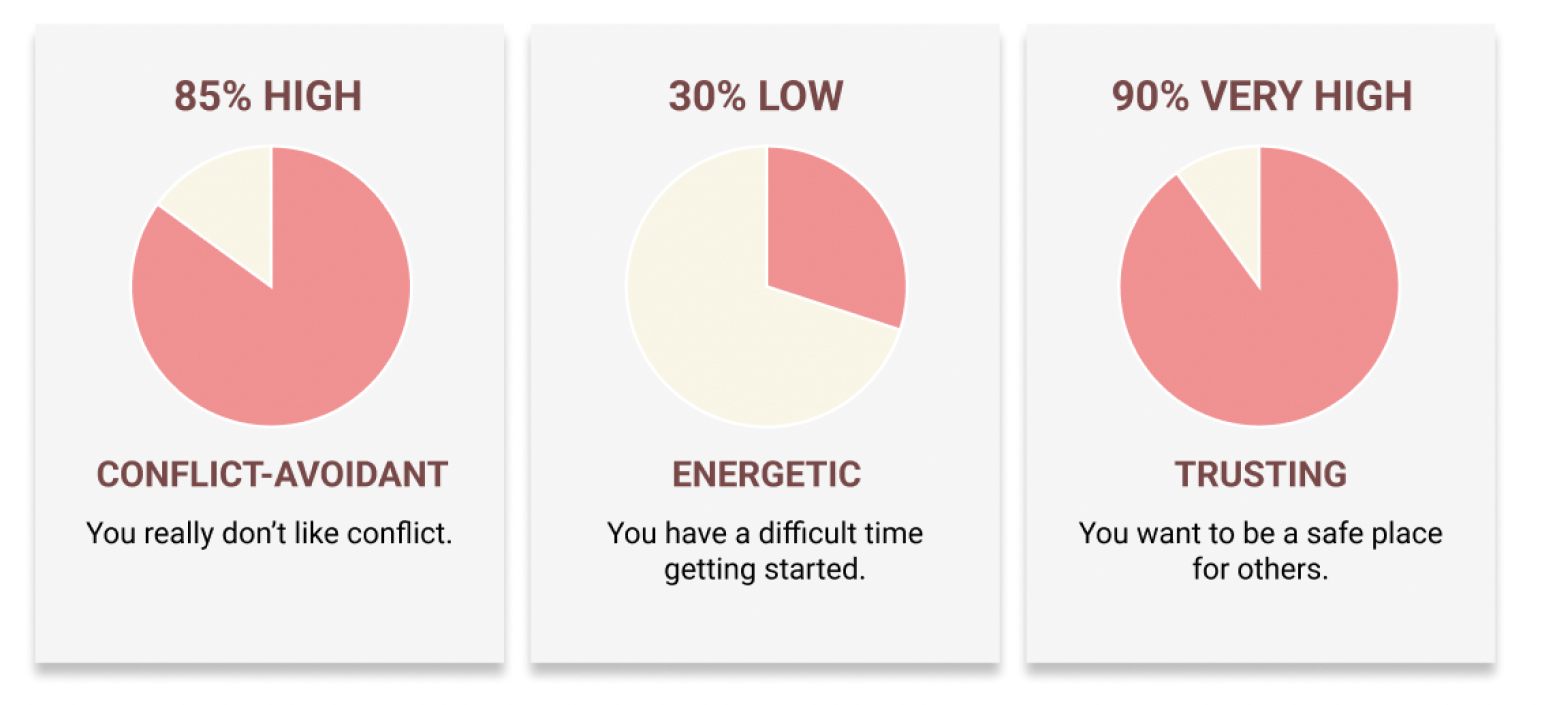 85% HIGH
CONFLICT-AVOIDANT
You really don’t like conflict.
30% LOW
ENERGETIC
You have a difficult time
getting started.
90% VERY HIGH
TRUSTING
You want to be a safe place
for others.